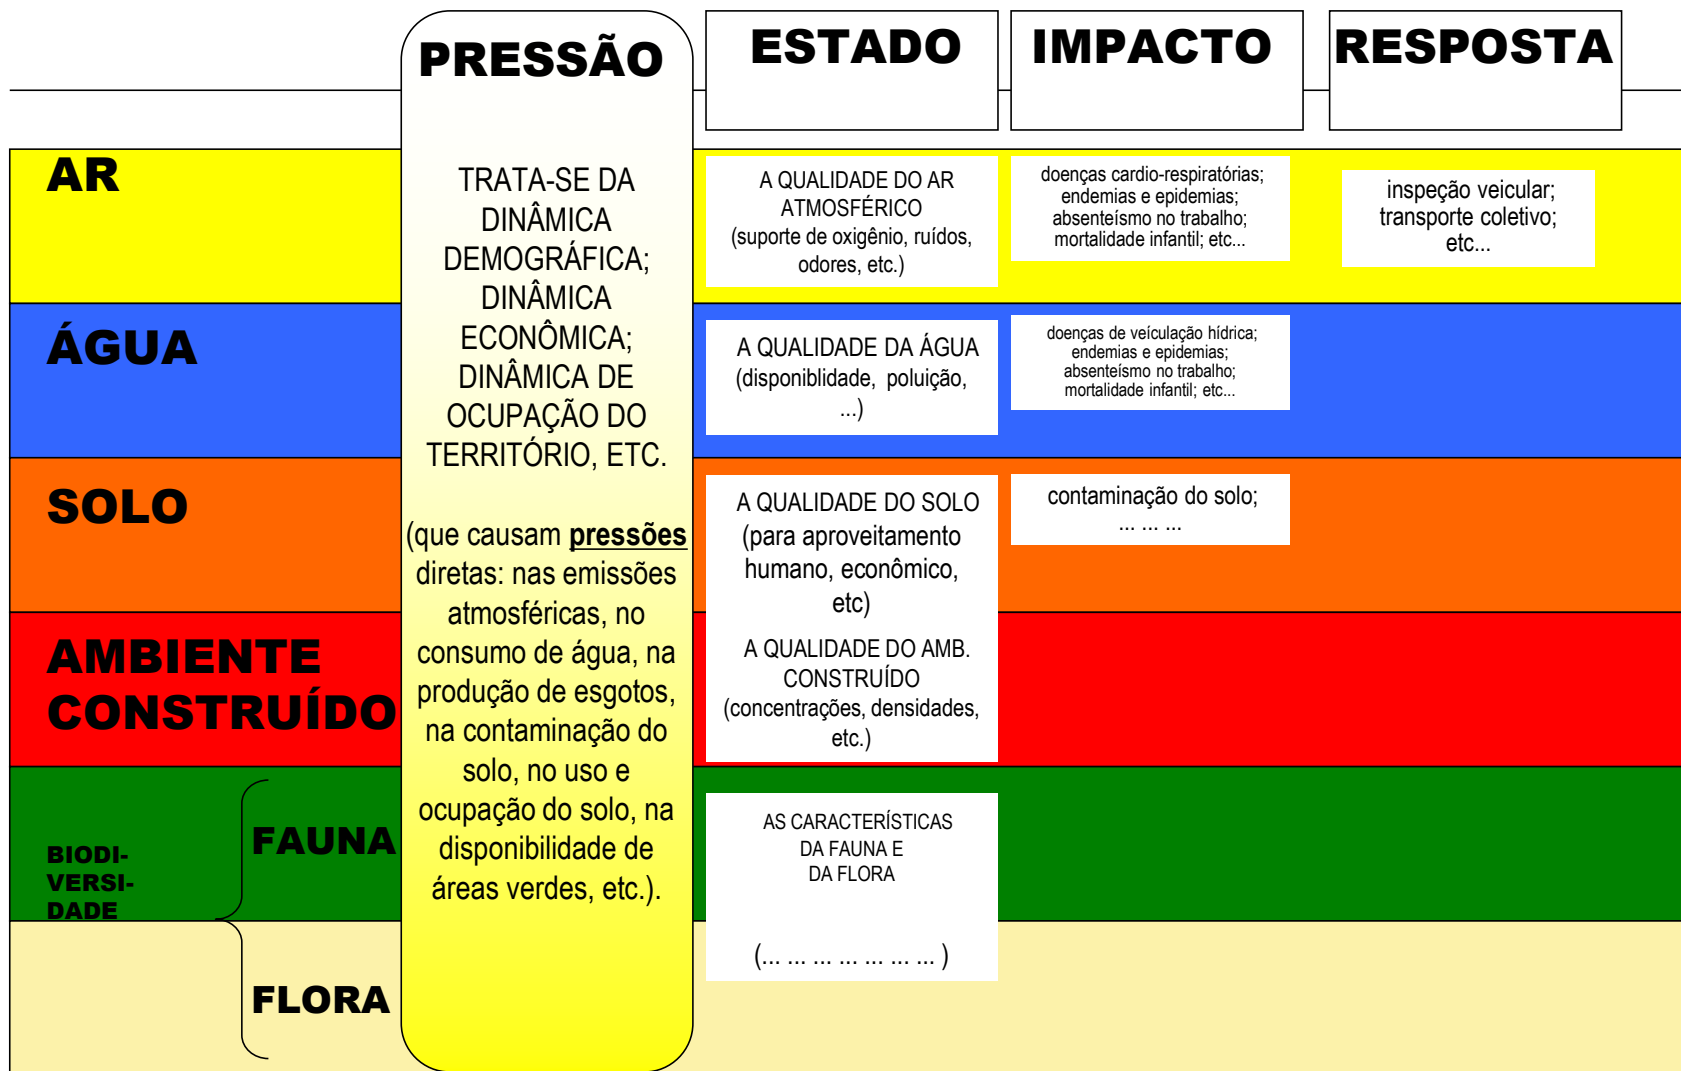 PRESSÃO
ESTADO
IMPACTO
RESPOSTA
TRATA-SE DA
DINÂMICA
DEMOGRÁFICA;
DINÂMICA
ECONÔMICA;
DINÂMICA DE
OCUPAÇÃO DO
TERRITÓRIO, ETC.
(que causam pressões
diretas: nas emissões
atmosféricas, no
consumo de água, na
produção de esgotos,
na contaminação do
solo, no uso e
ocupação do solo, na
disponibilidade de
áreas verdes, etc.).
AR
A QUALIDADE DO AR
ATMOSFÉRICO
(suporte de oxigênio, ruídos,
odores, etc.)
doenças cardio-respiratórias;
endemias e epidemias;
absenteísmo no trabalho;
mortalidade infantil; etc...
inspeção veicular;
transporte coletivo;
etc...
ÁGUA
A QUALIDADE DA ÁGUA
(disponiblidade, poluição,
...)
doenças de veículação hídrica;
endemias e epidemias;
absenteísmo no trabalho;
mortalidade infantil; etc...
SOLO
A QUALIDADE DO SOLO
(para aproveitamento
humano, econômico,
etc)
contaminação do solo;
... ... ...
AMBIENTE
CONSTRUÍDO
A QUALIDADE DO AMB.
CONSTRUÍDO
(concentrações, densidades,
etc.)
BIODI-
VERSI-
DADE
FAUNA
FLORA
AS CARACTERÍSTICAS
DA FAUNA E
DA FLORA
(... ... ... ... ... ... ... )